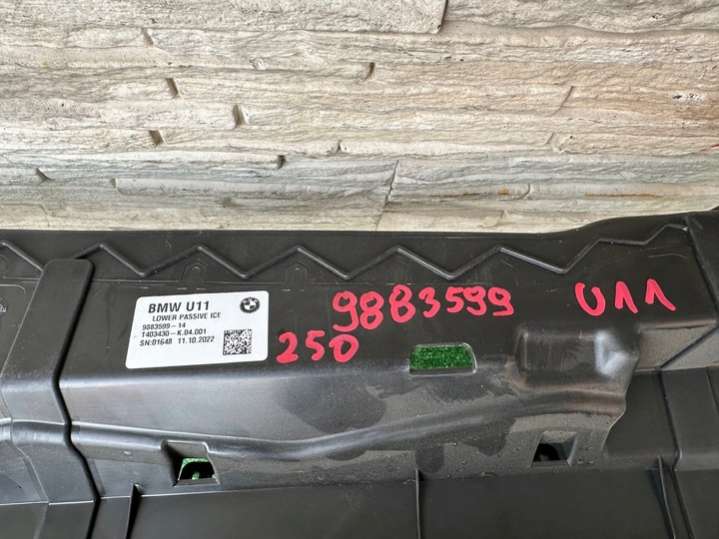 BMW U11
LOWER PASSIVE ICE
9883599-14
T403430-K.04.001
SN:01648 11.10.2022
9883599 U11
250